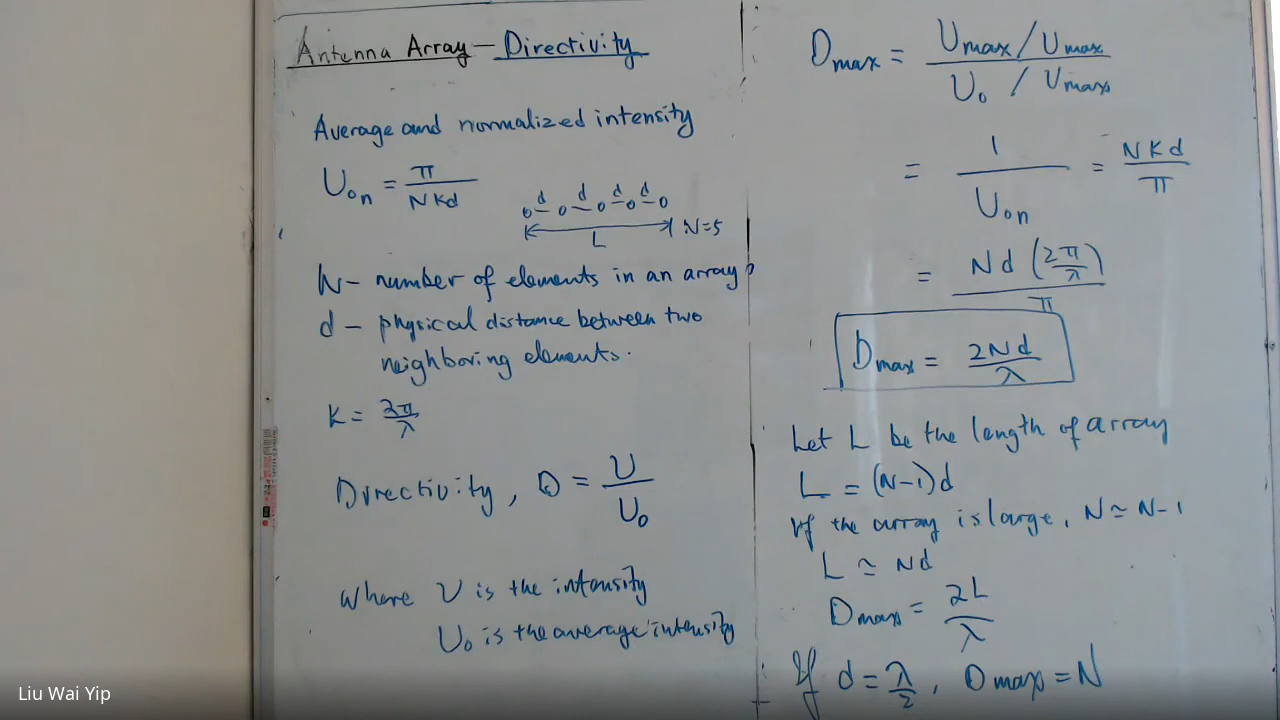 Antenna Array — Directivity
Average and normalized intensity
U₀ₙ = π / NKd
d d d d
L
N=5
N – number of elements in an array
d – physical distance between two
neighboring elements.
K = 2π / λ
Directivity, D = U / U₀
Where U is the intensity
U₀ is the average intensity
Dmax = Umax / Umax / U₀ / Umax
= 1 / U₀ₙ = NKd / π
= Nd (2π/λ) / π
Dmax = 2Nd / λ
Let L be the length of array
L = (N-1)d
If the array is large, N ≃ N-1
L ≃ Nd
Dmax = 2L / λ
If d = λ/2, Dmax = N
Liu Wai Yip